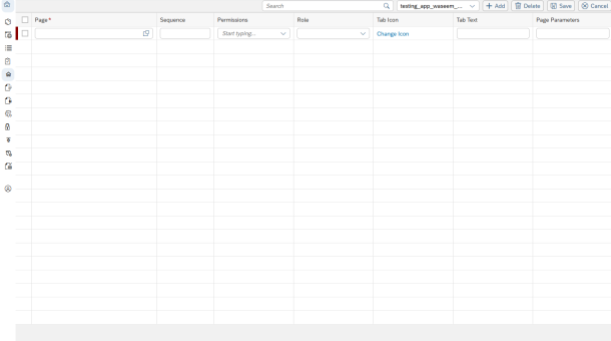 Search
testing_app_waseem_...
Add
Delete
Save
Cancel
Page*
Sequence
Permissions
Role
Tab Icon
Tab Text
Page Parameters
Start typing...
Change Icon